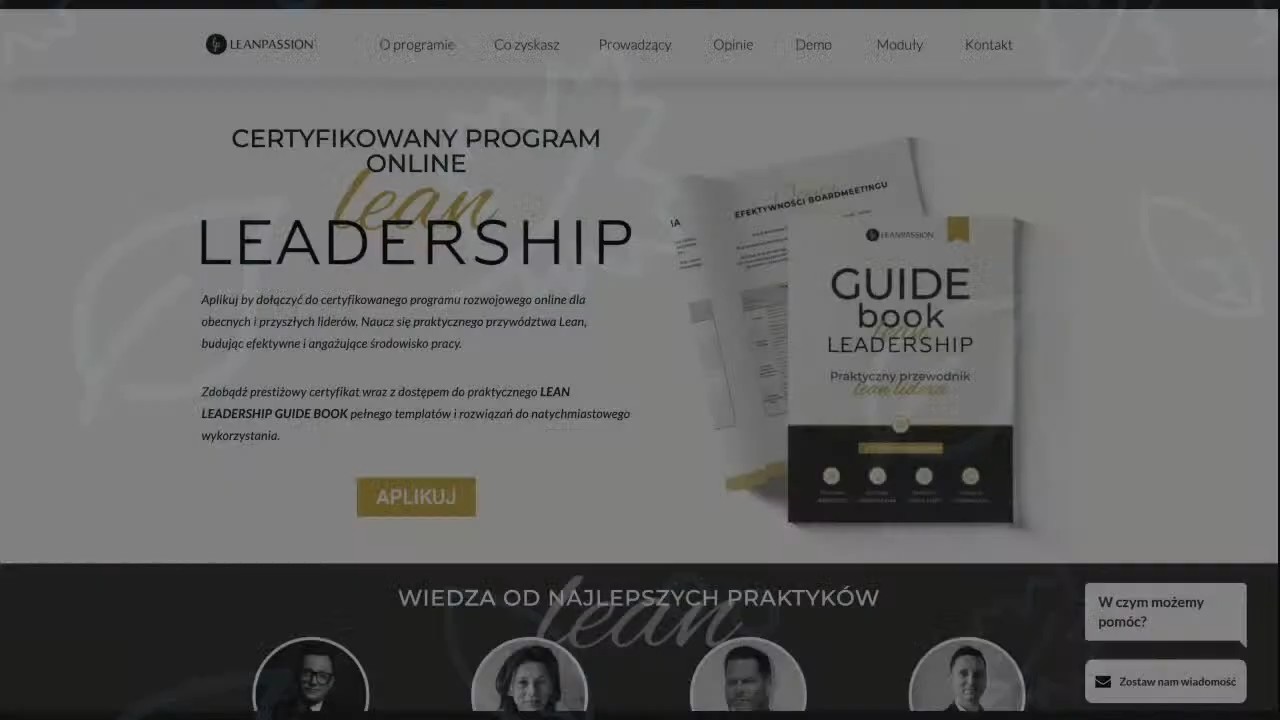 LEANPASSION
O programie
Co zyskasz
Prowadzący
Opinie
Demo
Moduły
Kontakt
CERTYFIKOWANY PROGRAM
ONLINE
lean
LEADERSHIP
Aplikuj by dołączyć do certyfikowanego programu rozwojowego online dla
obecnych i przyszłych liderów. Naucz się praktycznego przywództwa Lean,
budując efektywne i angażujące środowisko pracy.
Zdobądź prestiżowy certyfikat wraz z dostępem do praktycznego LEAN
LEADERSHIP GUIDE BOOK pełnego templatów i rozwiązań do natychmiastowego
wykorzystania.
APLIKUJ
EFEKTYWNOŚCI BOARDMEETINGU
LEANPASSION
GUIDE
book
lean
LEADERSHIP
Praktyczny przewodnik
lean lidera
WIEDZA OD NAJLEPSZYCH PRAKTYKÓW
lean
W czym możemy
pomóc?
Zostaw nam wiadomość